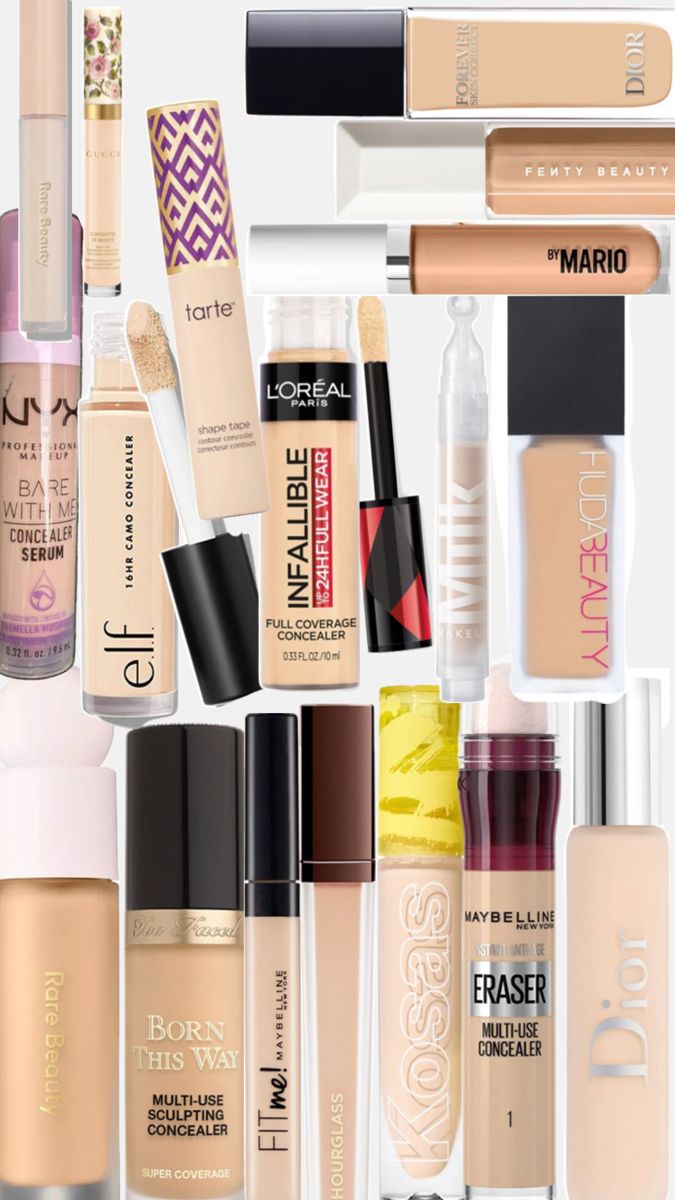 FOREVER
SKIN CORRECT
DIOR
GUCCI
FENTY BEAUTY
BY MARIO
Rare Beauty
tarte™
shape tape
contour concealer
correcteur contours
L'ORÉAL
PARIS
INFALLIBLE
UP TO 24H FULL WEAR
FULL COVERAGE
CONCEALER
0.33 FL.OZ./10 ml
NYX
PROFESSIONAL
MAKEUP
BARE
WITH ME
CONCEALER
SERUM
0.32 fl. oz. / 9.6 ml
16HR CAMO CONCEALER
e.l.f.
Milk
MAKEUP
HUDABEAUTY
Rare Beauty
Too Faced
BORN
THIS WAY
MULTI-USE
SCULPTING
CONCEALER
SUPER COVERAGE
FIT me!
MAYBELLINE
NEW YORK
HOURGLASS
Kosas
MAYBELLINE
NEW YORK
INSTANT ANTI-AGE
ERASER
MULTI-USE
CONCEALER
1
Dior